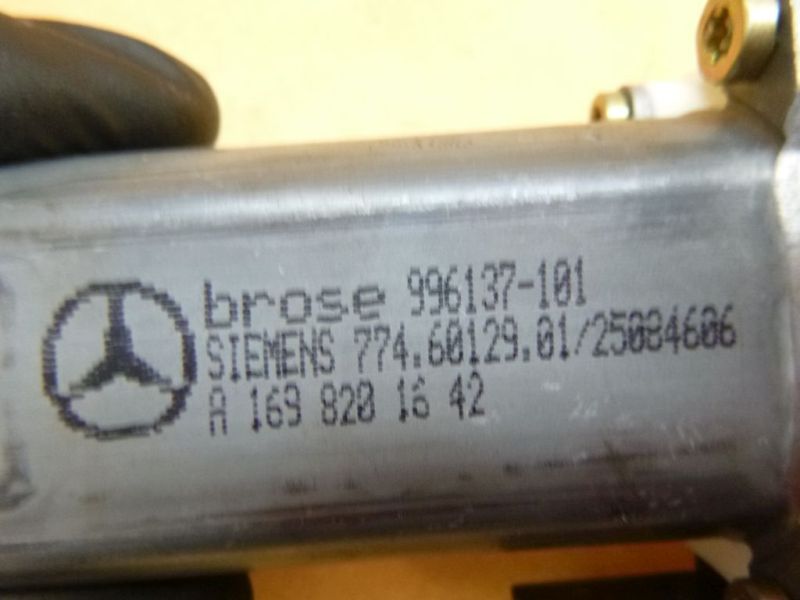 brose 996137-101
SIEMENS 774.60129.01/25084606
A 169 820 16 42